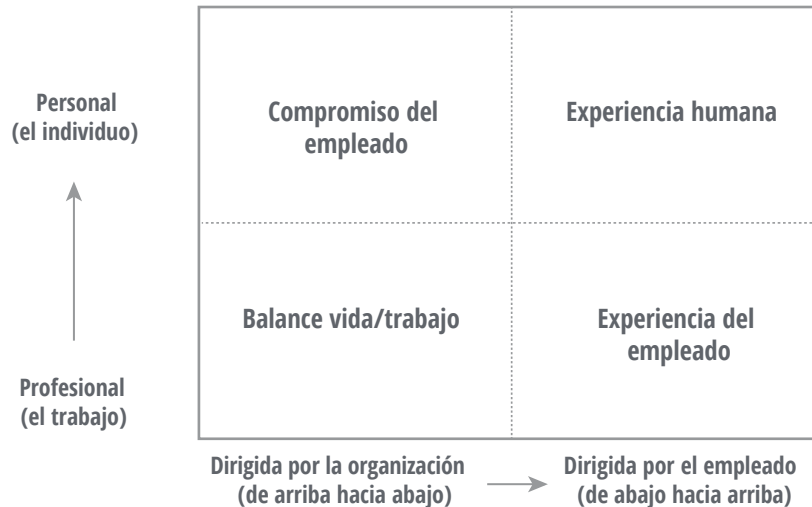 Personal
(el individuo)
Compromiso del
empleado
Experiencia humana
Balance vida/trabajo
Experiencia del
empleado
Profesional
(el trabajo)
Dirigida por la organización
(de arriba hacia abajo)
Dirigida por el empleado
(de abajo hacia arriba)